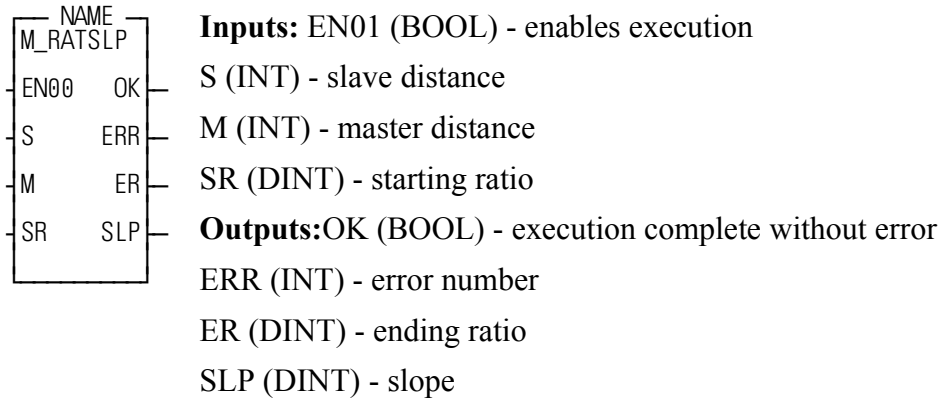 NAME
M_RATSLP
EN00 OK
S ERR
M ER
SR SLP
Inputs: EN01 (BOOL) - enables execution
S (INT) - slave distance
M (INT) - master distance
SR (DINT) - starting ratio
Outputs:OK (BOOL) - execution complete without error
ERR (INT) - error number
ER (DINT) - ending ratio
SLP (DINT) - slope